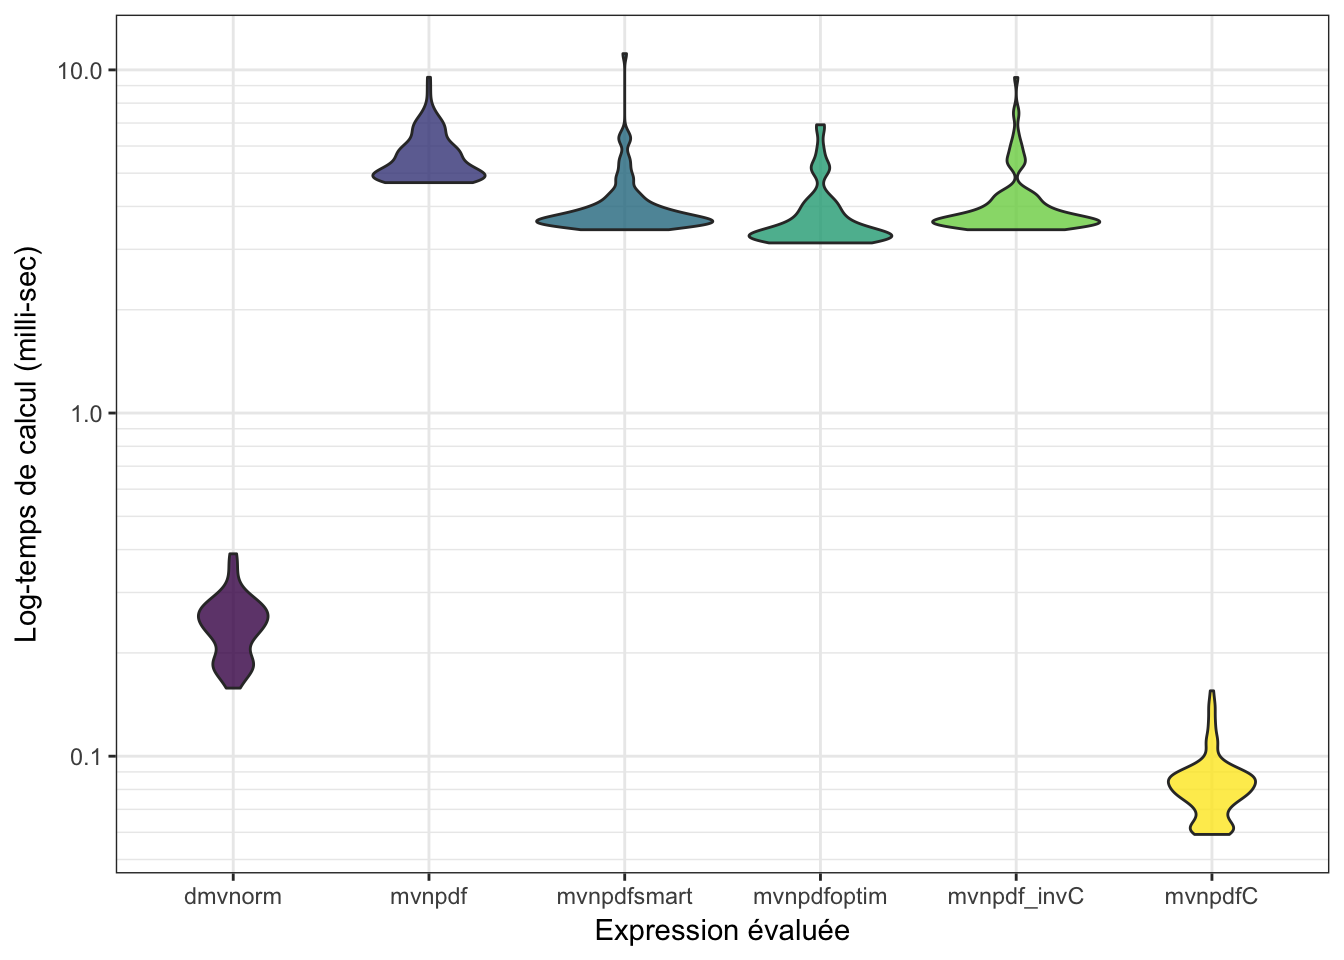 Log-temps de calcul (milli-sec)
10.0
1.0
0.1
dmvnorm mvnpdf mvnpdfsmart mvnpdfoptim mvnpdf_invC mvnpdfC
Expression évaluée